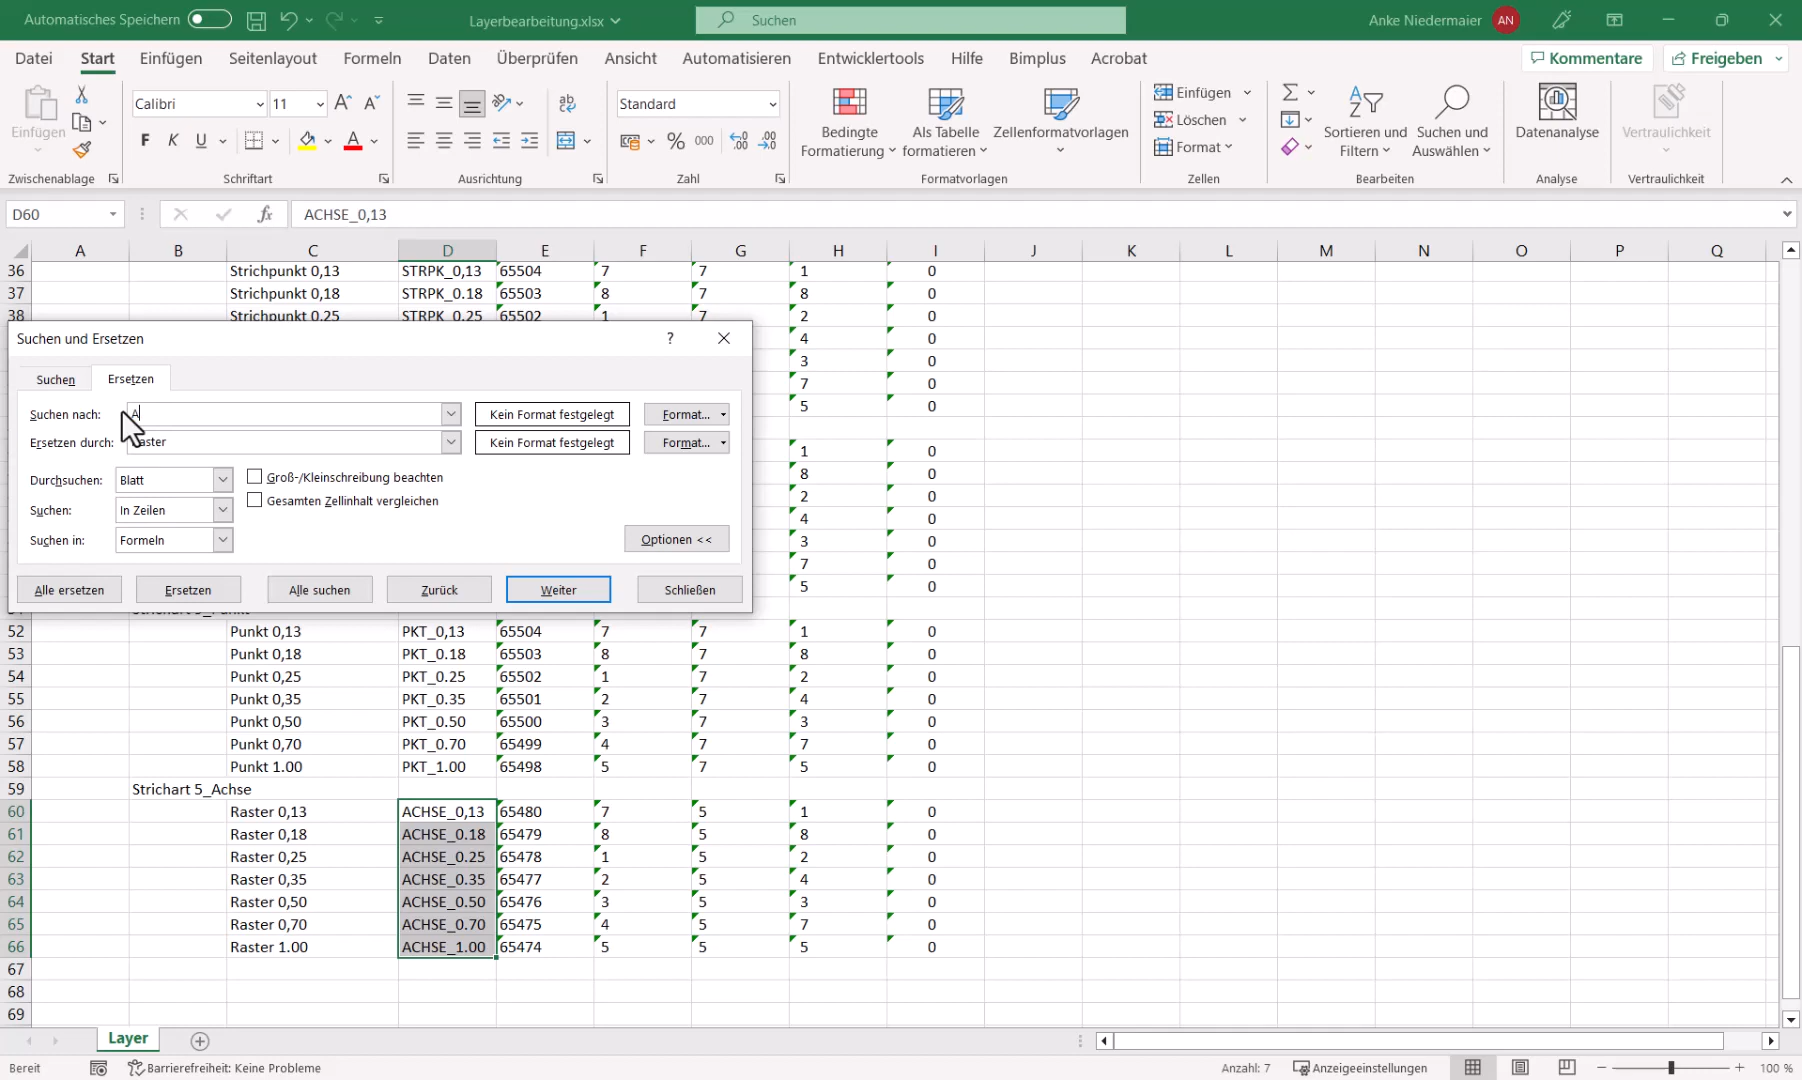 Automatisches Speichern Layerbearbeitung.xlsx Suchen Anke Niedermaier AN
Datei Start Einfügen Seitenlayout Formeln Daten Überprüfen Ansicht Automatisieren Entwicklertools Hilfe Bimplus Acrobat Kommentare Freigeben
Einfügen
Calibri 11
F K U
Standard
% 000
Bedingte Formatierung
Als Tabelle formatieren
Zellenformatvorlagen
Einfügen
Löschen
Format
Sortieren und Filtern
Suchen und Auswählen
Datenanalyse
Vertraulichkeit
Zwischenablage Schriftart Ausrichtung Zahl Formatvorlagen Zellen Bearbeiten Analyse Vertraulichkeit
D60 fx ACHSE_0,13
A B C D E F G H I J K L M N O P Q
36 Strichpunkt 0,13 STRPK_0,13 65504 7 7 1 0
37 Strichpunkt 0,18 STRPK_0.18 65503 8 7 8 0
38 Strichpunkt 0,25 STRPK_0.25 65502 1 7 2 0
4 0
3 0
7 0
5 0
1 0
8 0
2 0
4 0
3 0
7 0
5 0
Suchen und Ersetzen ?
Suchen Ersetzen
Suchen nach: A Kein Format festgelegt Format...
Ersetzen durch: aster Kein Format festgelegt Format...
Durchsuchen: Blatt Groß-/Kleinschreibung beachten
Gesamten Zellinhalt vergleichen
Suchen: In Zeilen
Suchen in: Formeln Optionen <<
Alle ersetzen Ersetzen Alle suchen Zurück Weiter Schließen
52 Punkt 0,13 PKT_0,13 65504 7 7 1 0
53 Punkt 0,18 PKT_0.18 65503 8 7 8 0
54 Punkt 0,25 PKT_0.25 65502 1 7 2 0
55 Punkt 0,35 PKT_0.35 65501 2 7 4 0
56 Punkt 0,50 PKT_0.50 65500 3 7 3 0
57 Punkt 0,70 PKT_0.70 65499 4 7 7 0
58 Punkt 1.00 PKT_1.00 65498 5 7 5 0
59 Strichart 5_Achse
60 Raster 0,13 ACHSE_0,13 65480 7 5 1 0
61 Raster 0,18 ACHSE_0.18 65479 8 5 8 0
62 Raster 0,25 ACHSE_0.25 65478 1 5 2 0
63 Raster 0,35 ACHSE_0.35 65477 2 5 4 0
64 Raster 0,50 ACHSE_0.50 65476 3 5 3 0
65 Raster 0,70 ACHSE_0.70 65475 4 5 7 0
66 Raster 1.00 ACHSE_1.00 65474 5 5 5 0
67
68
69
Layer
Bereit Barrierefreiheit: Keine Probleme Anzahl: 7 Anzeigeeinstellungen 100 %